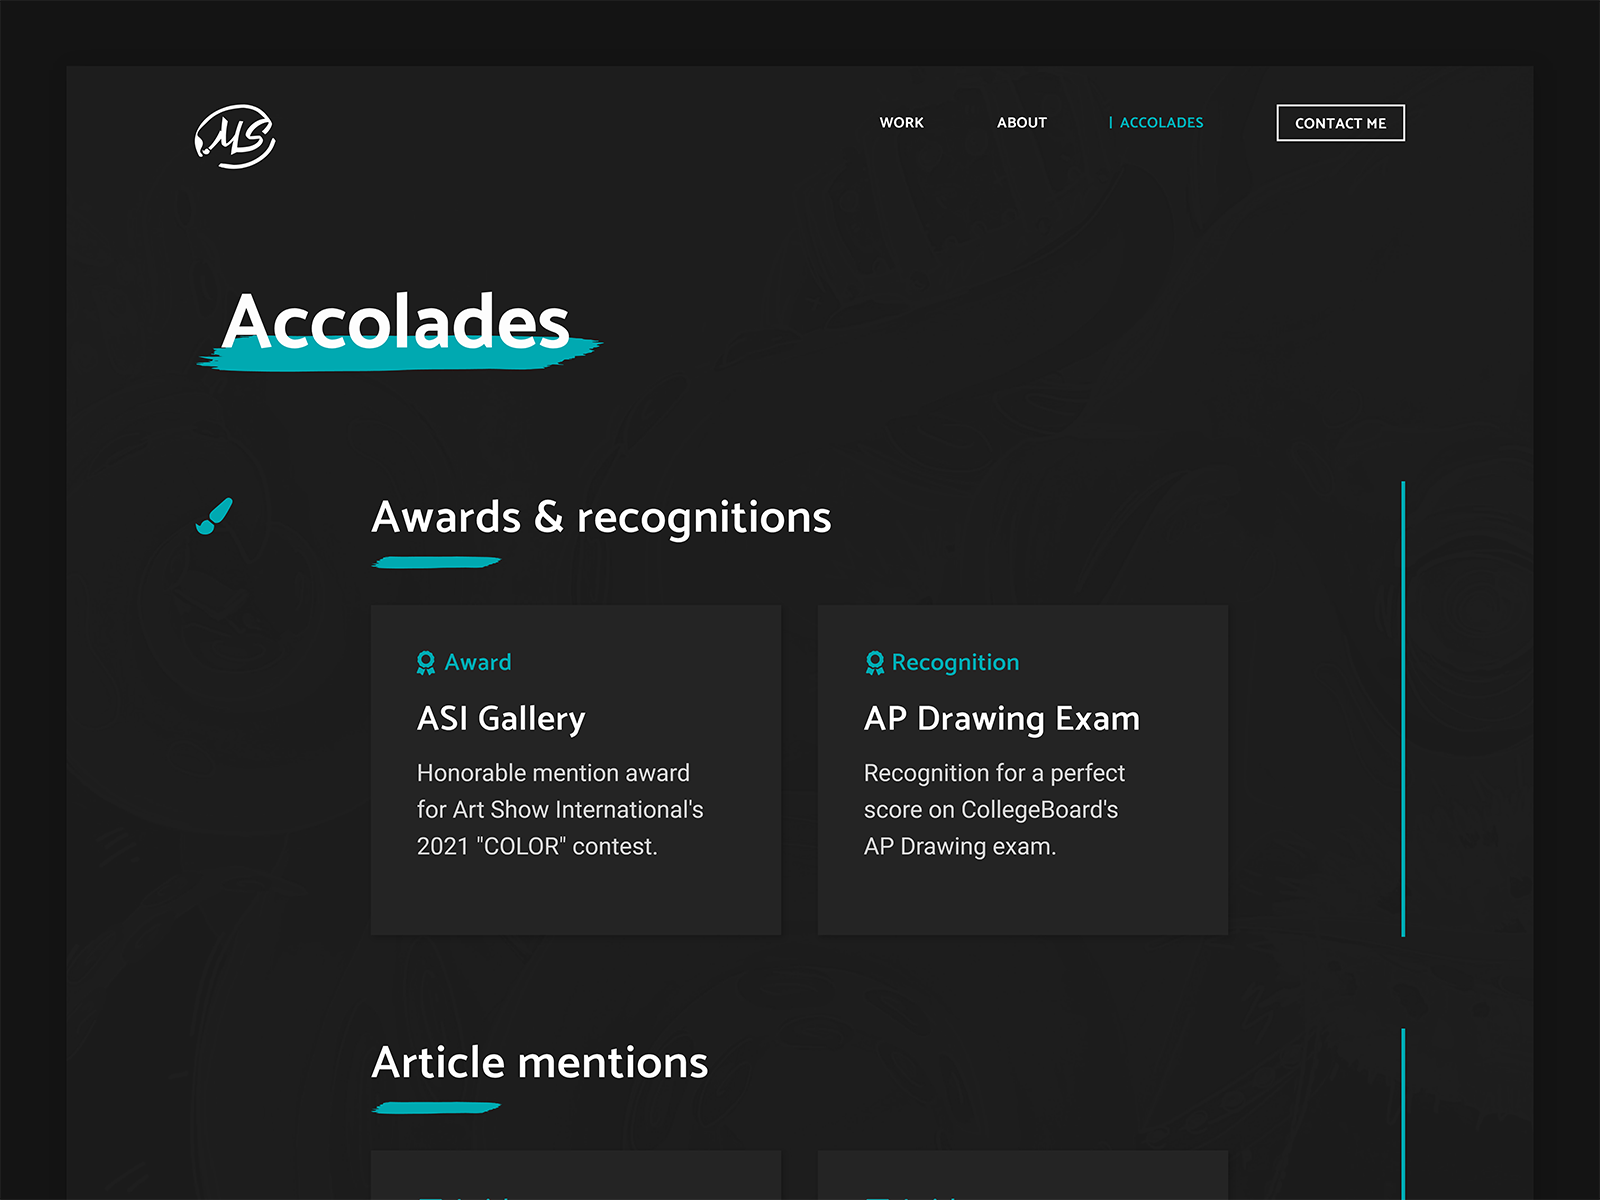 MS
WORK
ABOUT
| ACCOLADES
CONTACT ME
Accolades
Awards & recognitions
Award
ASI Gallery
Honorable mention award
for Art Show International's
2021 "COLOR" contest.
Recognition
AP Drawing Exam
Recognition for a perfect
score on CollegeBoard's
AP Drawing exam.
Article mentions